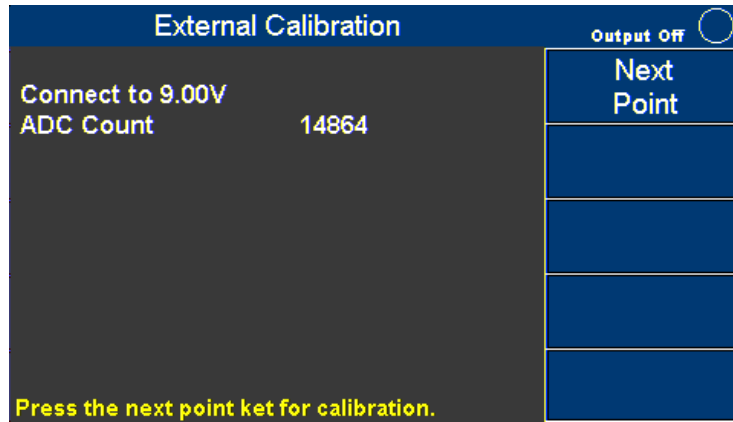 External Calibration
Output Off
Next
Point
Connect to 9.00V
ADC Count 14864
Press the next point ket for calibration.